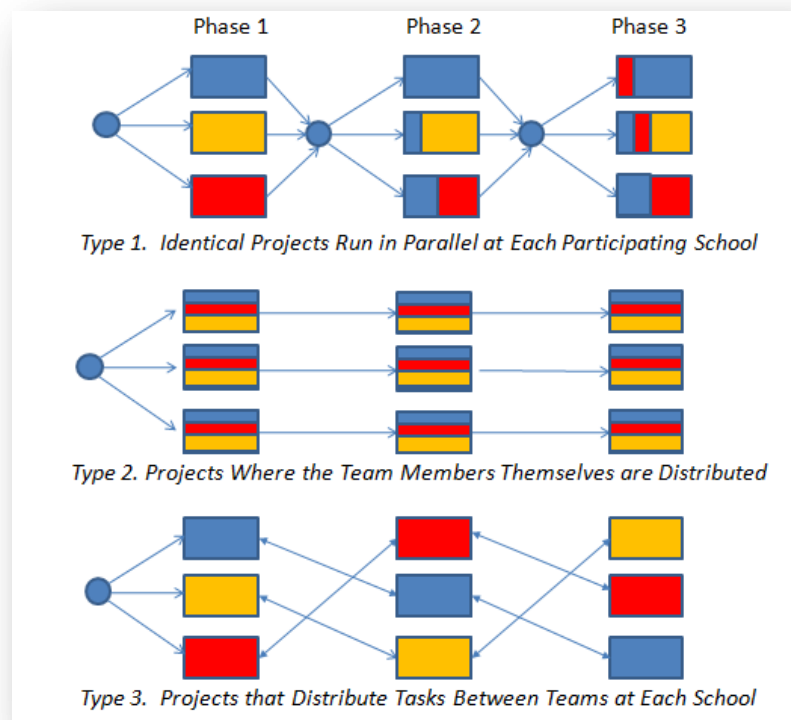 Phase 1 Phase 2 Phase 3
Type 1. Identical Projects Run in Parallel at Each Participating School
Type 2. Projects Where the Team Members Themselves are Distributed
Type 3. Projects that Distribute Tasks Between Teams at Each School